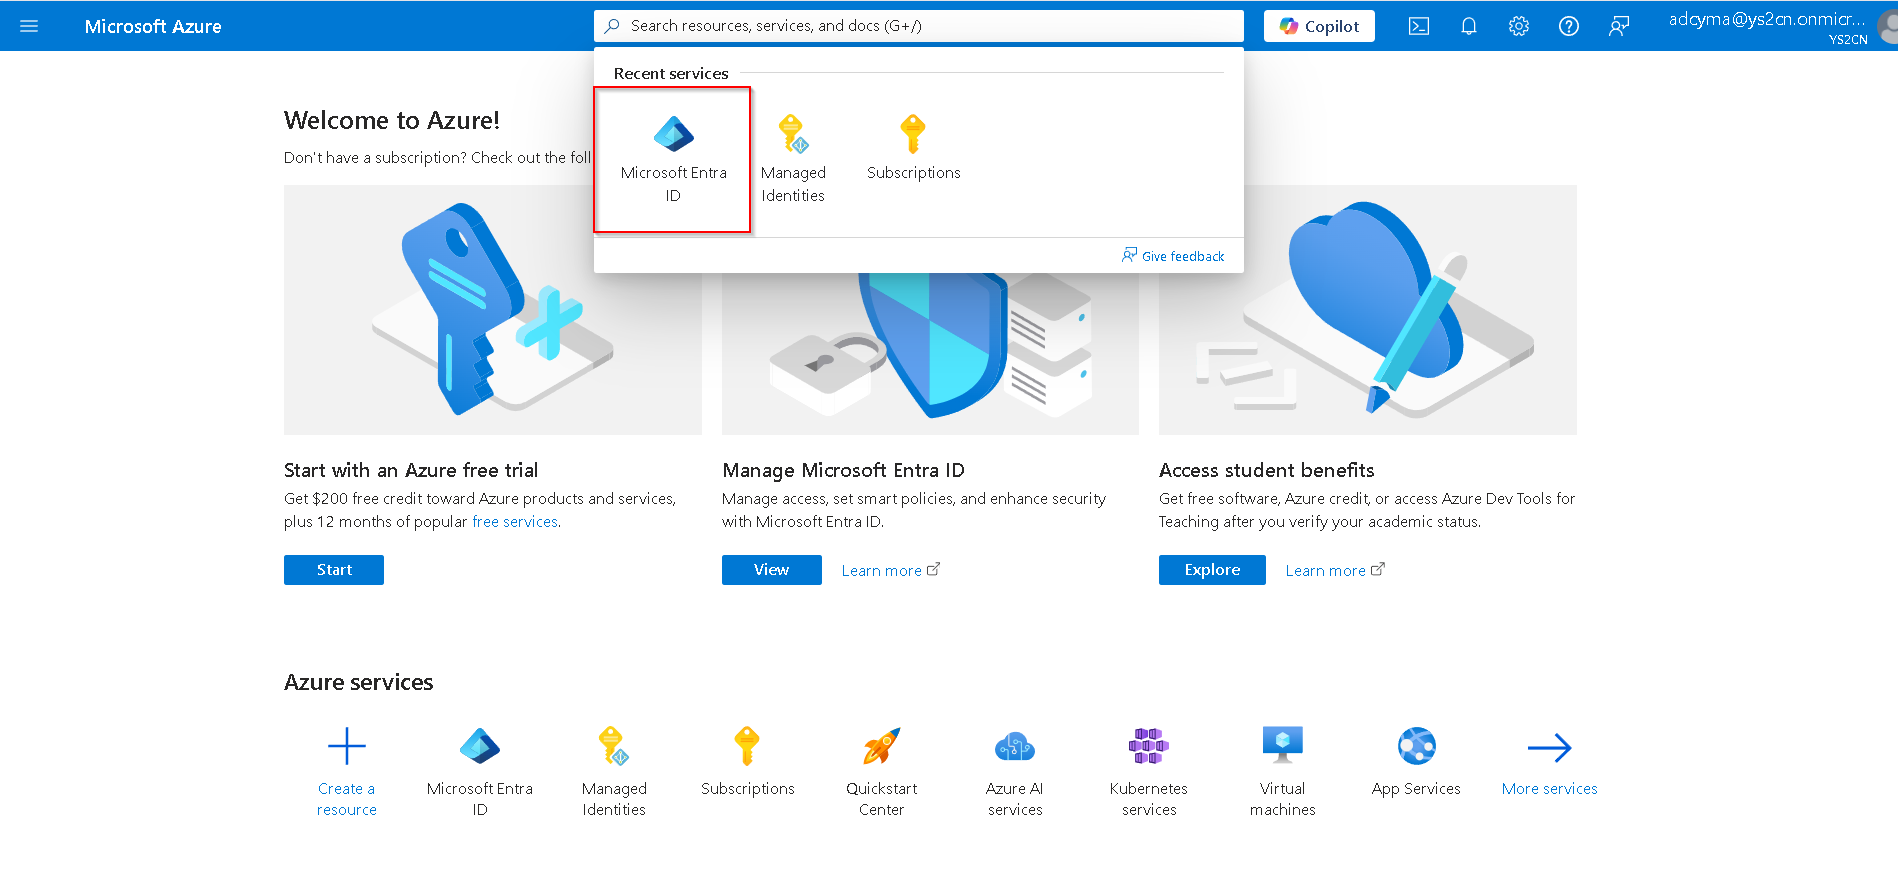 Microsoft Azure
Search resources, services, and docs (G+/)
Copilot
adcyma@ys2cn.onmicr...
YS2CN
Recent services
Microsoft Entra
ID
Managed
Identities
Subscriptions
Give feedback
Welcome to Azure!
Don't have a subscription? Check out the foll
Start with an Azure free trial
Get $200 free credit toward Azure products and services,
plus 12 months of popular free services.
Start
Manage Microsoft Entra ID
Manage access, set smart policies, and enhance security
with Microsoft Entra ID.
View
Learn more
Access student benefits
Get free software, Azure credit, or access Azure Dev Tools for
Teaching after you verify your academic status.
Explore
Learn more
Azure services
Create a
resource
Microsoft Entra
ID
Managed
Identities
Subscriptions
Quickstart
Center
Azure AI
services
Kubernetes
services
Virtual
machines
App Services
More services